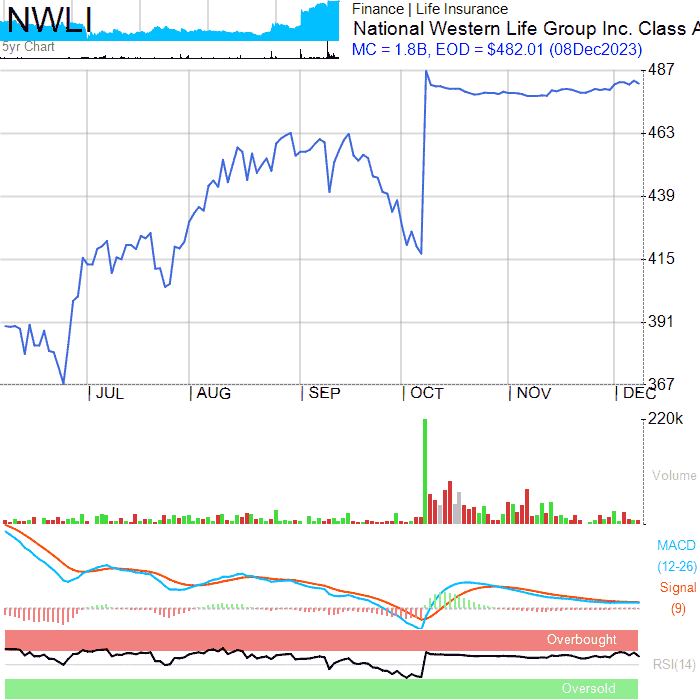 NWLI
5yr Chart
Finance | Life Insurance
National Western Life Group Inc. Class A
MC = 1.8B, EOD = $482.01 (08Dec2023)
487
463
439
415
391
367
JUL
AUG
SEP
OCT
NOV
DEC
220k
Volume
MACD
(12-26)
Signal
(9)
Overbought
RSI(14)
Oversold